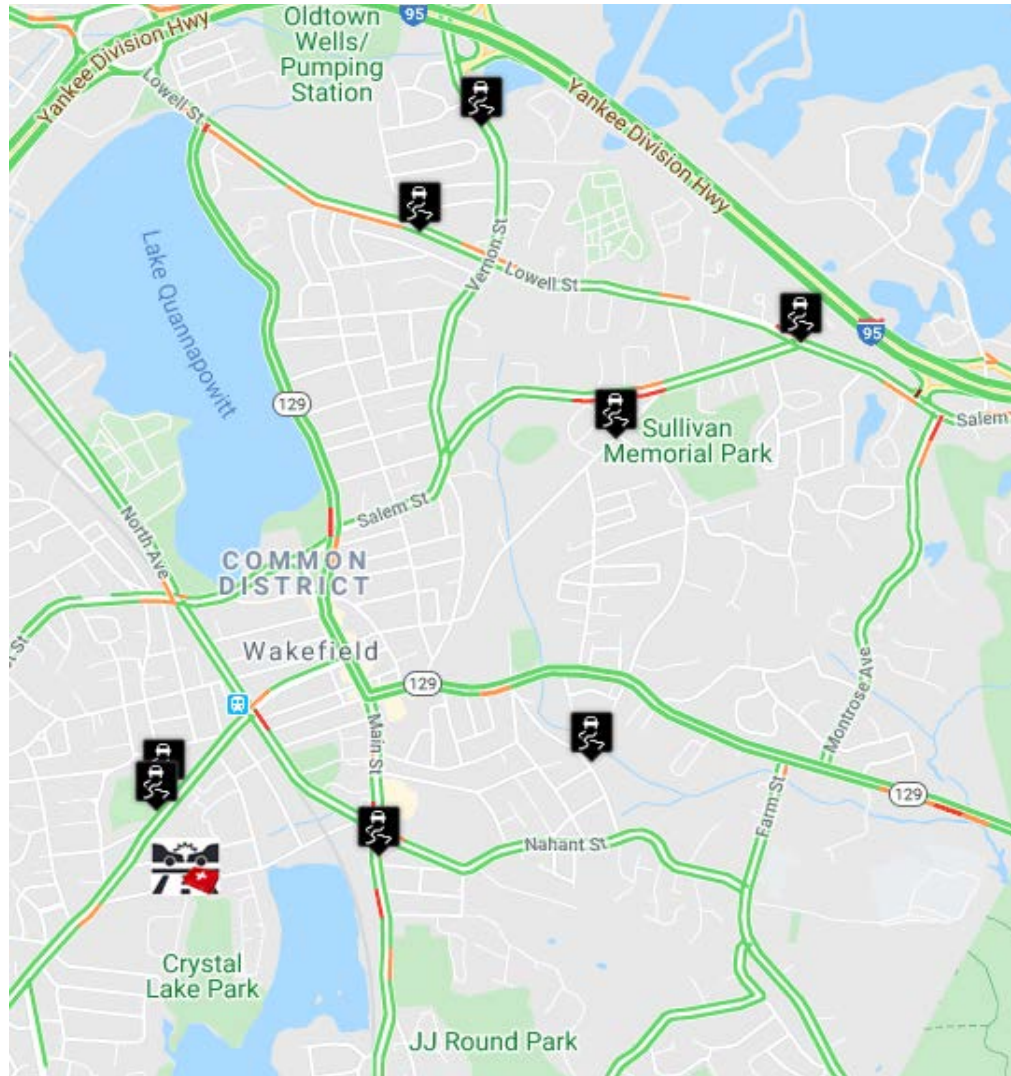 95
Oldtown
Wells/
Pumping
Station
Yankee Division Hwy
Lowell St
Yankee Division Hwy
Lake Quannapowitt
Vernon St
Lowell St
95
129
Sullivan
Memorial Park
Salem
Salem St
North Ave
COMMON
DISTRICT
Wakefield
129
Montrose Ave
Main St
129
Farm St
Nahant St
St
Crystal
Lake Park
JJ Round Park